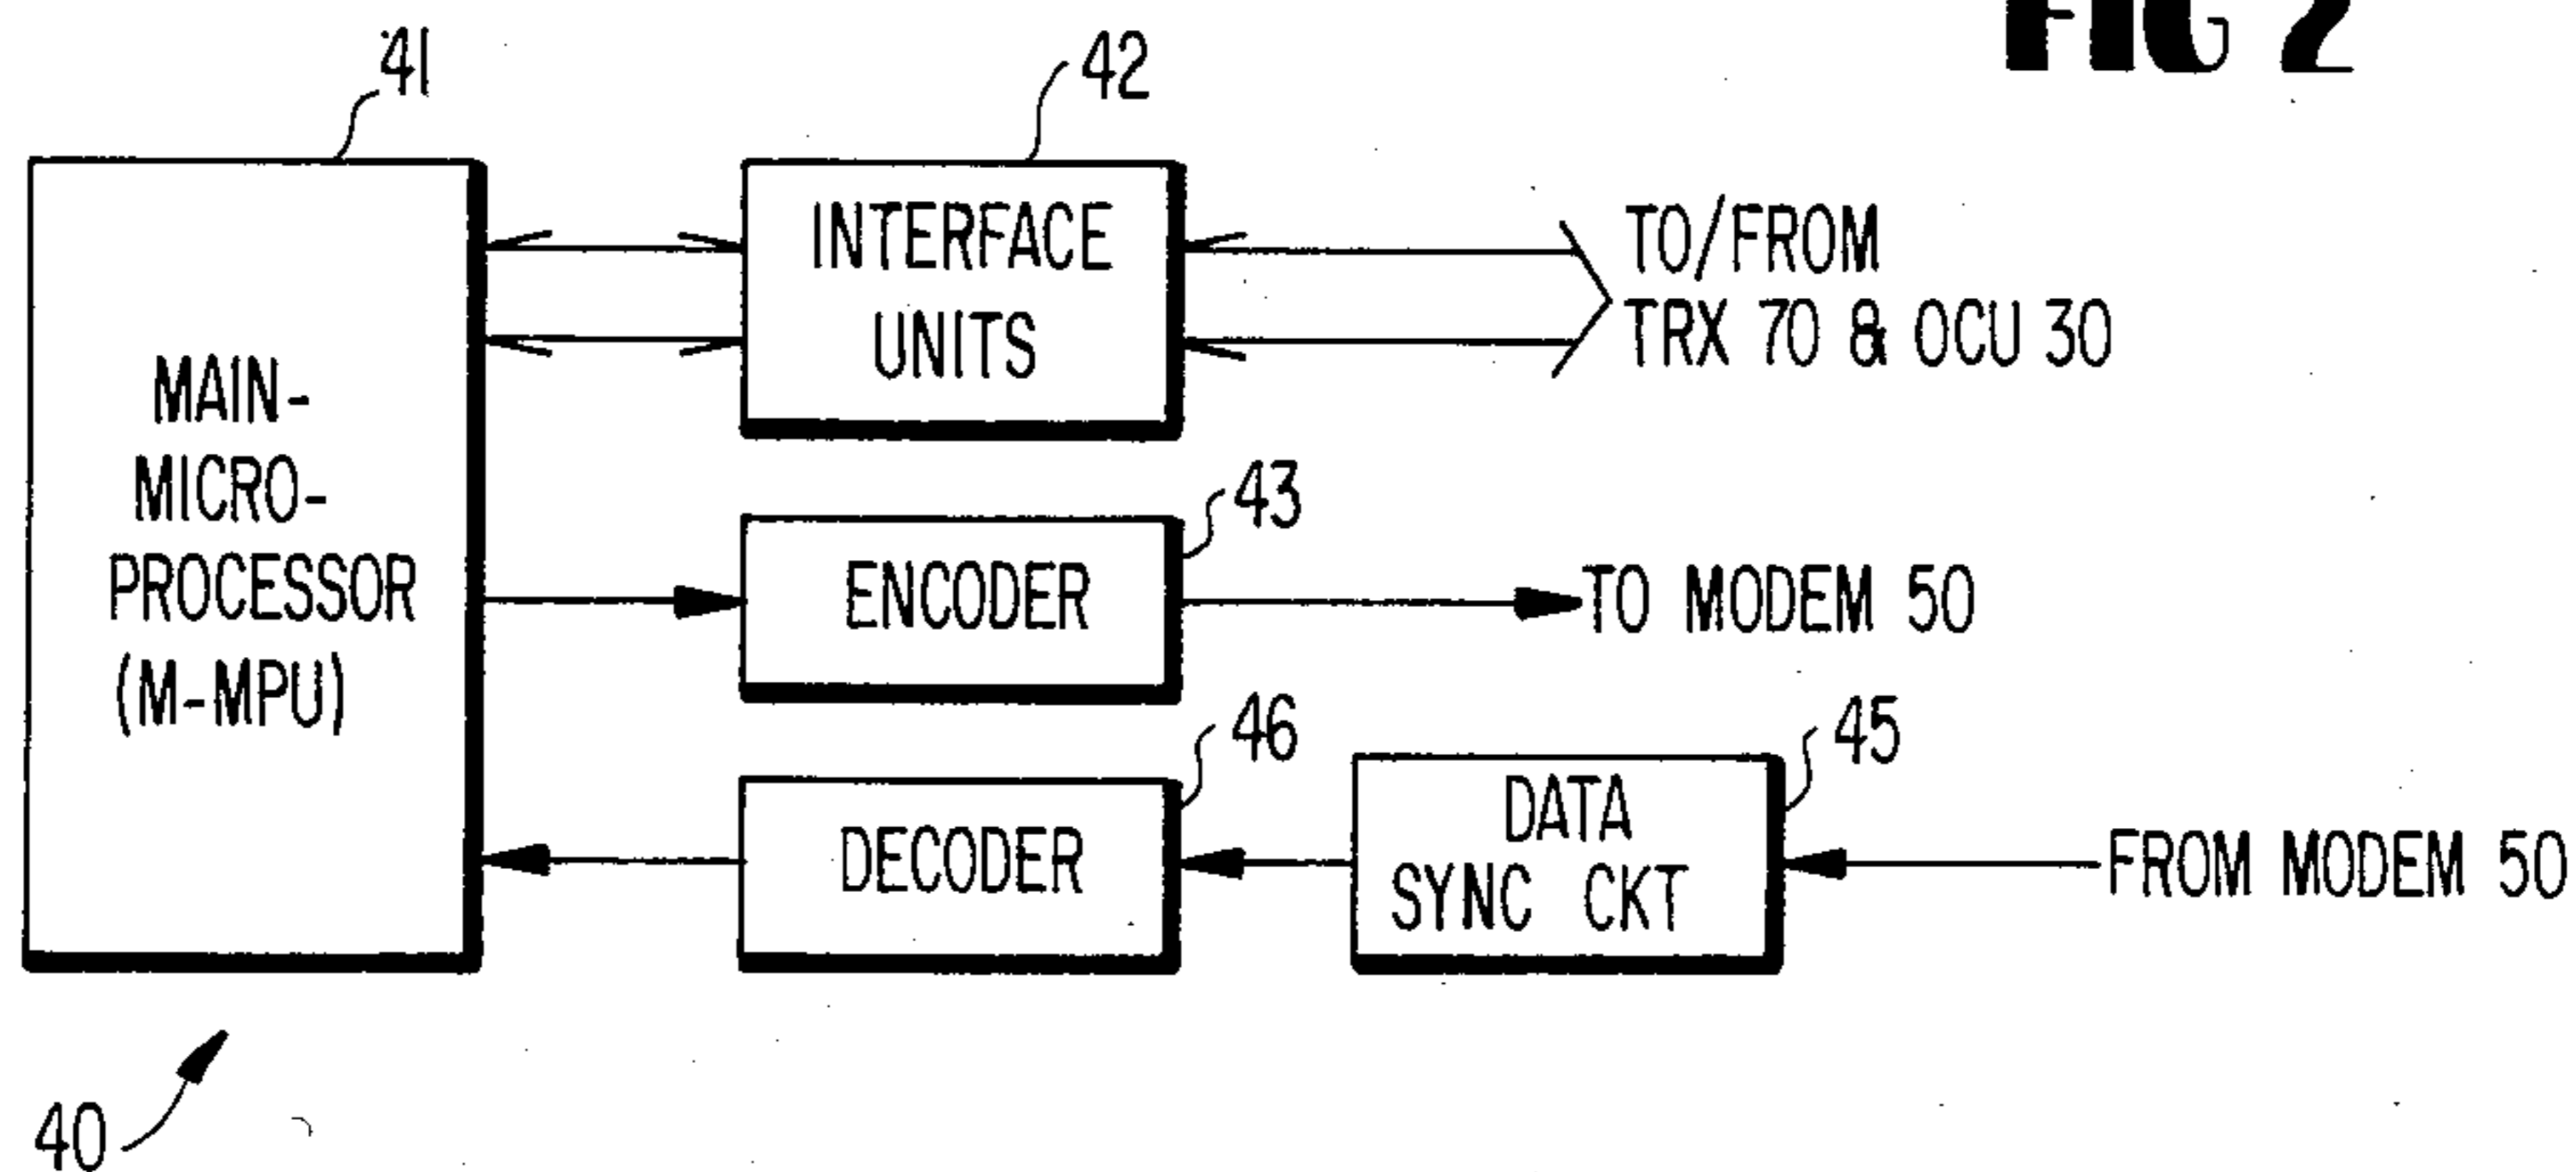 FIG 2
41
42
MAIN-
MICRO-
PROCESSOR
(M-MPU)
INTERFACE
UNITS
TO/FROM
TRX 70 & OCU 30
43
ENCODER
TO MODEM 50
46
DECODER
45
DATA
SYNC CKT
FROM MODEM 50
40